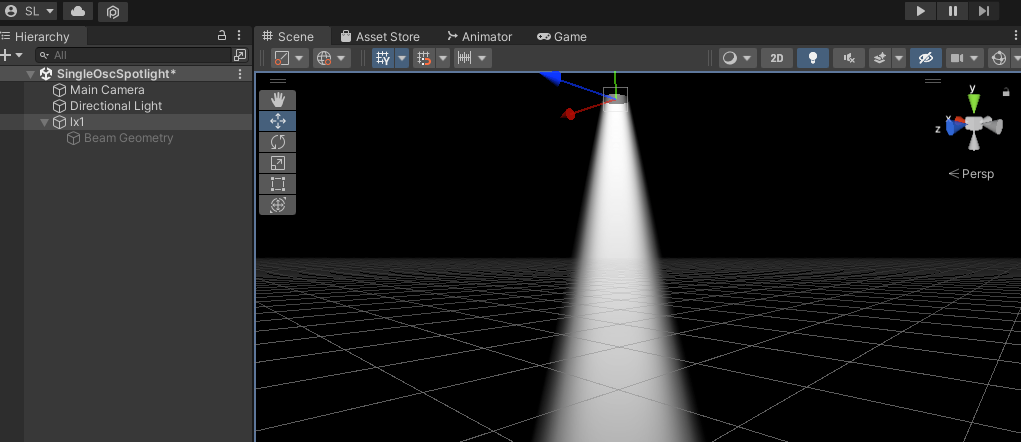 SL
Hierarchy
Scene
Asset Store
Animator
Game
All
2D
SingleOscSpotlight*
Main Camera
Directional Light
lx1
Beam Geometry
y
x
z
Persp